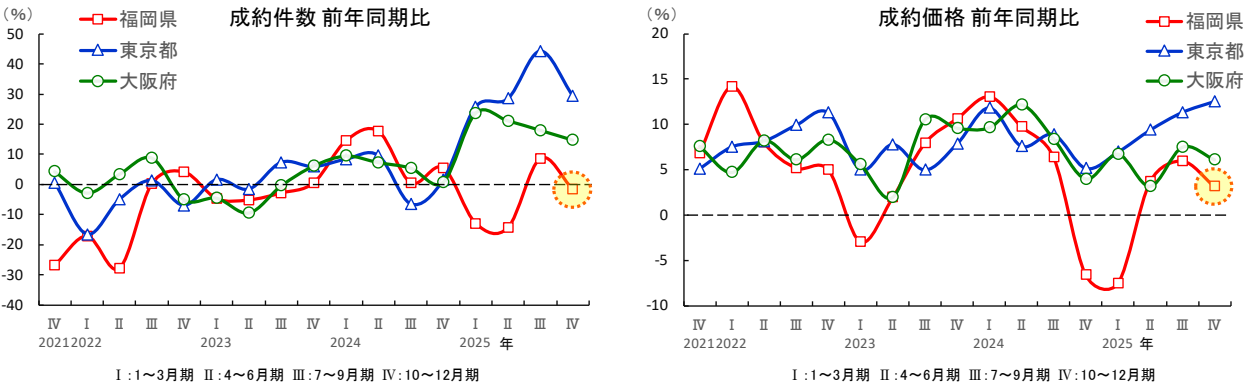 (%)
成約件数 前年同期比
福岡県
東京都
大阪府
50
40
30
20
10
0
-10
-20
-30
-40
Ⅳ Ⅰ Ⅱ Ⅲ Ⅳ Ⅰ Ⅱ Ⅲ Ⅳ Ⅰ Ⅱ Ⅲ Ⅳ Ⅰ Ⅱ Ⅲ Ⅳ
2021 2022 2023 2024 2025 年
Ⅰ:1~3月期 Ⅱ:4~6月期 Ⅲ:7~9月期 Ⅳ:10~12月期
(%)
成約価格 前年同期比
福岡県
東京都
大阪府
20
15
10
5
0
-5
-10
Ⅳ Ⅰ Ⅱ Ⅲ Ⅳ Ⅰ Ⅱ Ⅲ Ⅳ Ⅰ Ⅱ Ⅲ Ⅳ Ⅰ Ⅱ Ⅲ Ⅳ
2021 2022 2023 2024 2025 年
Ⅰ:1~3月期 Ⅱ:4~6月期 Ⅲ:7~9月期 Ⅳ:10~12月期